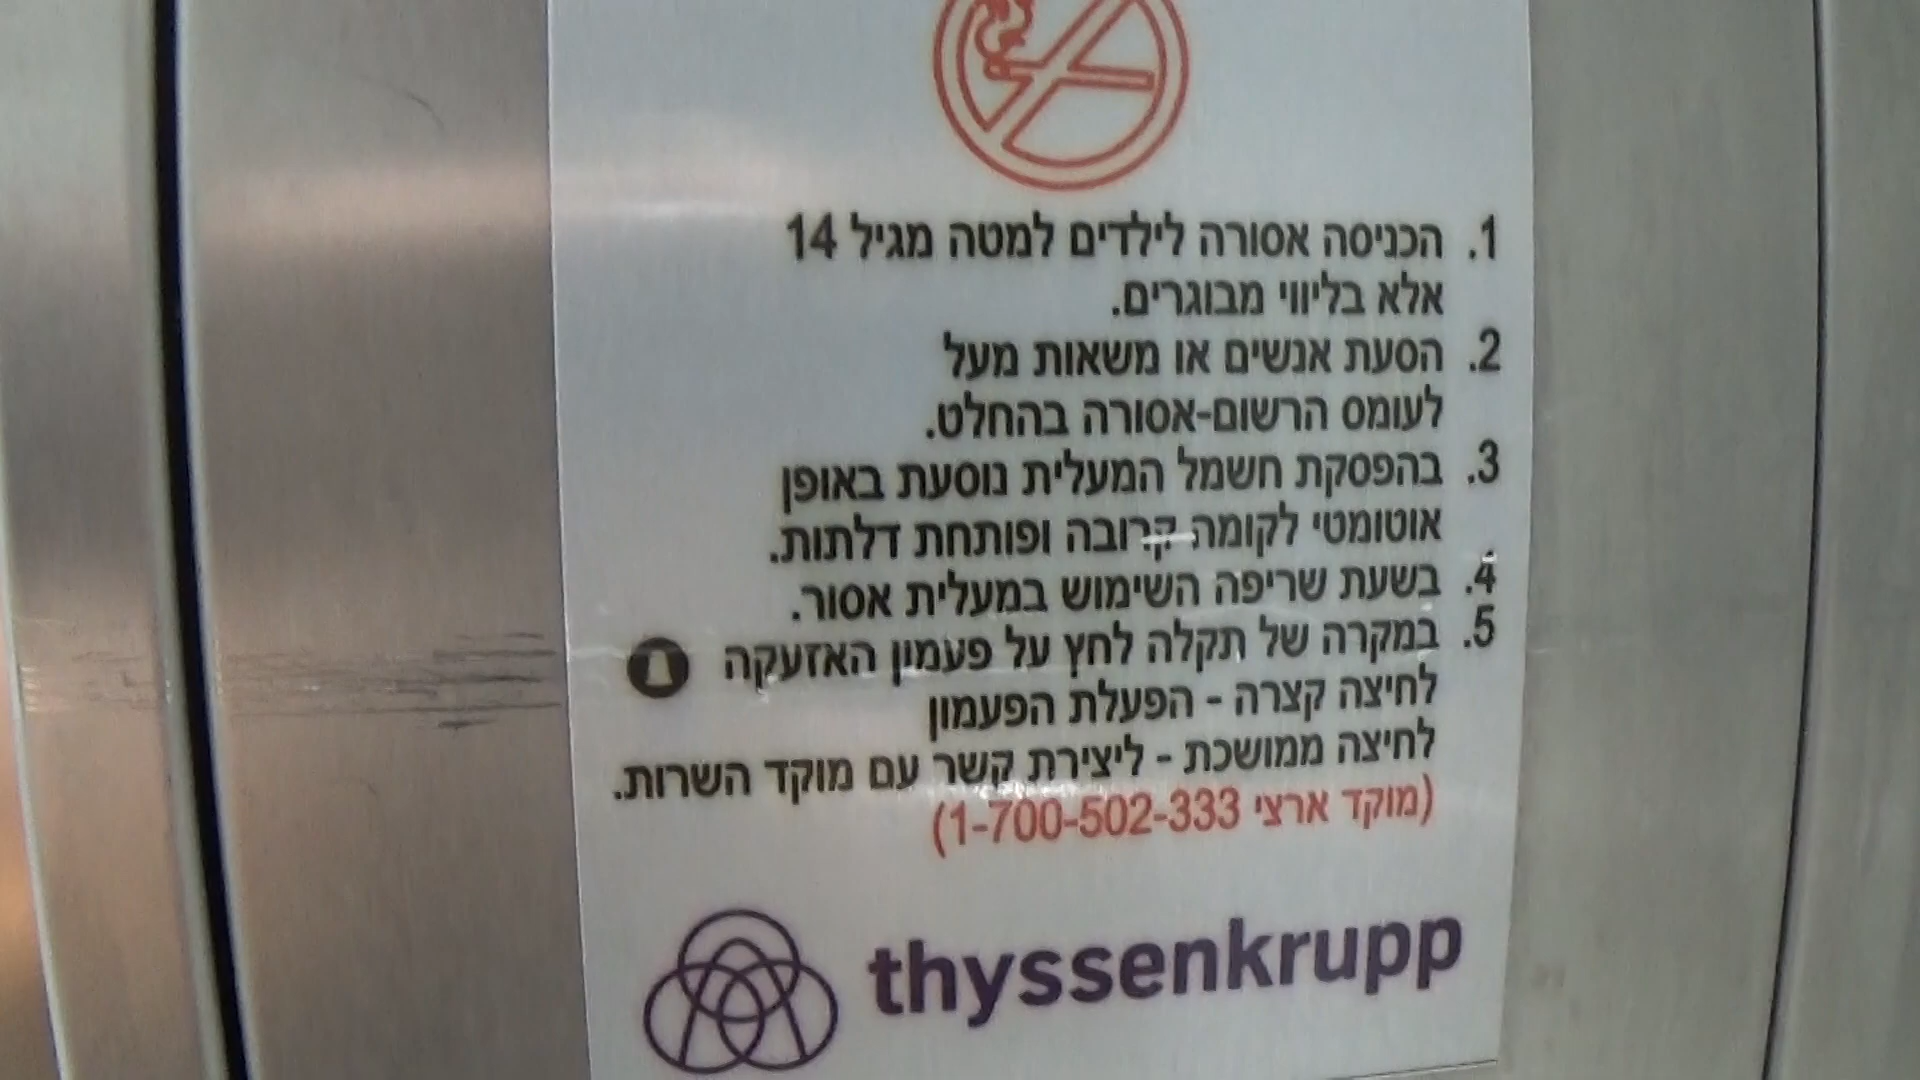 1. הכניסה אסורה לילדים למטה מגיל 14
אלא בליווי מבוגרים.
2. הסעת אנשים או משאות מעל
לעומס הרשום-אסורה בהחלט.
3. בהפסקת חשמל המעלית נוסעת באופן
אוטומטי לקומה קרובה ופותחת דלתות.
4. בשעת שריפה השימוש במעלית אסור.
5. במקרה של תקלה לחץ על פעמון האזעקה
לחיצה קצרה - הפעלת הפעמון
לחיצה ממושכת - ליצירת קשר עם מוקד השרות.
(מוקד ארצי 1-700-502-333)
thyssenkrupp